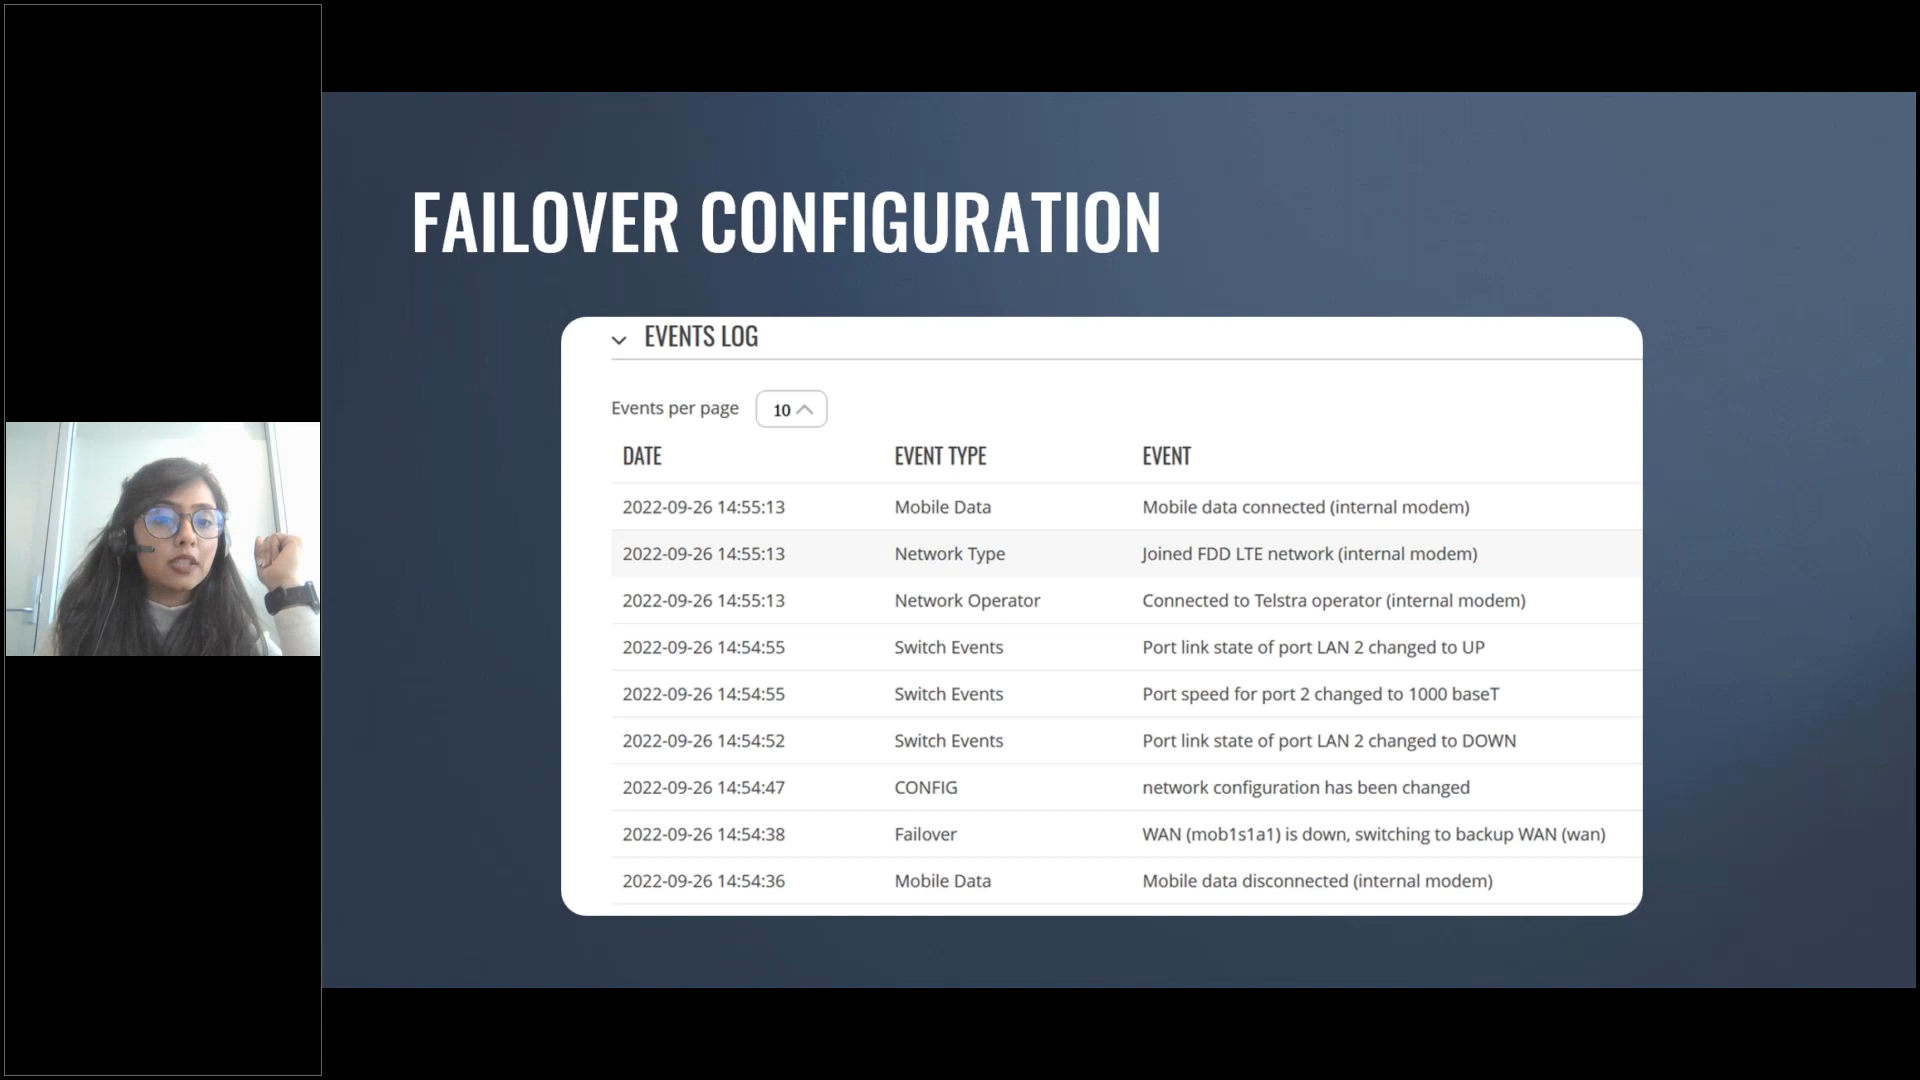 FAILOVER CONFIGURATION
EVENTS LOG
Events per page 10
DATE EVENT TYPE EVENT
2022-09-26 14:55:13 Mobile Data Mobile data connected (internal modem)
2022-09-26 14:55:13 Network Type Joined FDD LTE network (internal modem)
2022-09-26 14:55:13 Network Operator Connected to Telstra operator (internal modem)
2022-09-26 14:54:55 Switch Events Port link state of port LAN 2 changed to UP
2022-09-26 14:54:55 Switch Events Port speed for port 2 changed to 1000 baseT
2022-09-26 14:54:52 Switch Events Port link state of port LAN 2 changed to DOWN
2022-09-26 14:54:47 CONFIG network configuration has been changed
2022-09-26 14:54:38 Failover WAN (mob1s1a1) is down, switching to backup WAN (wan)
2022-09-26 14:54:36 Mobile Data Mobile data disconnected (internal modem)